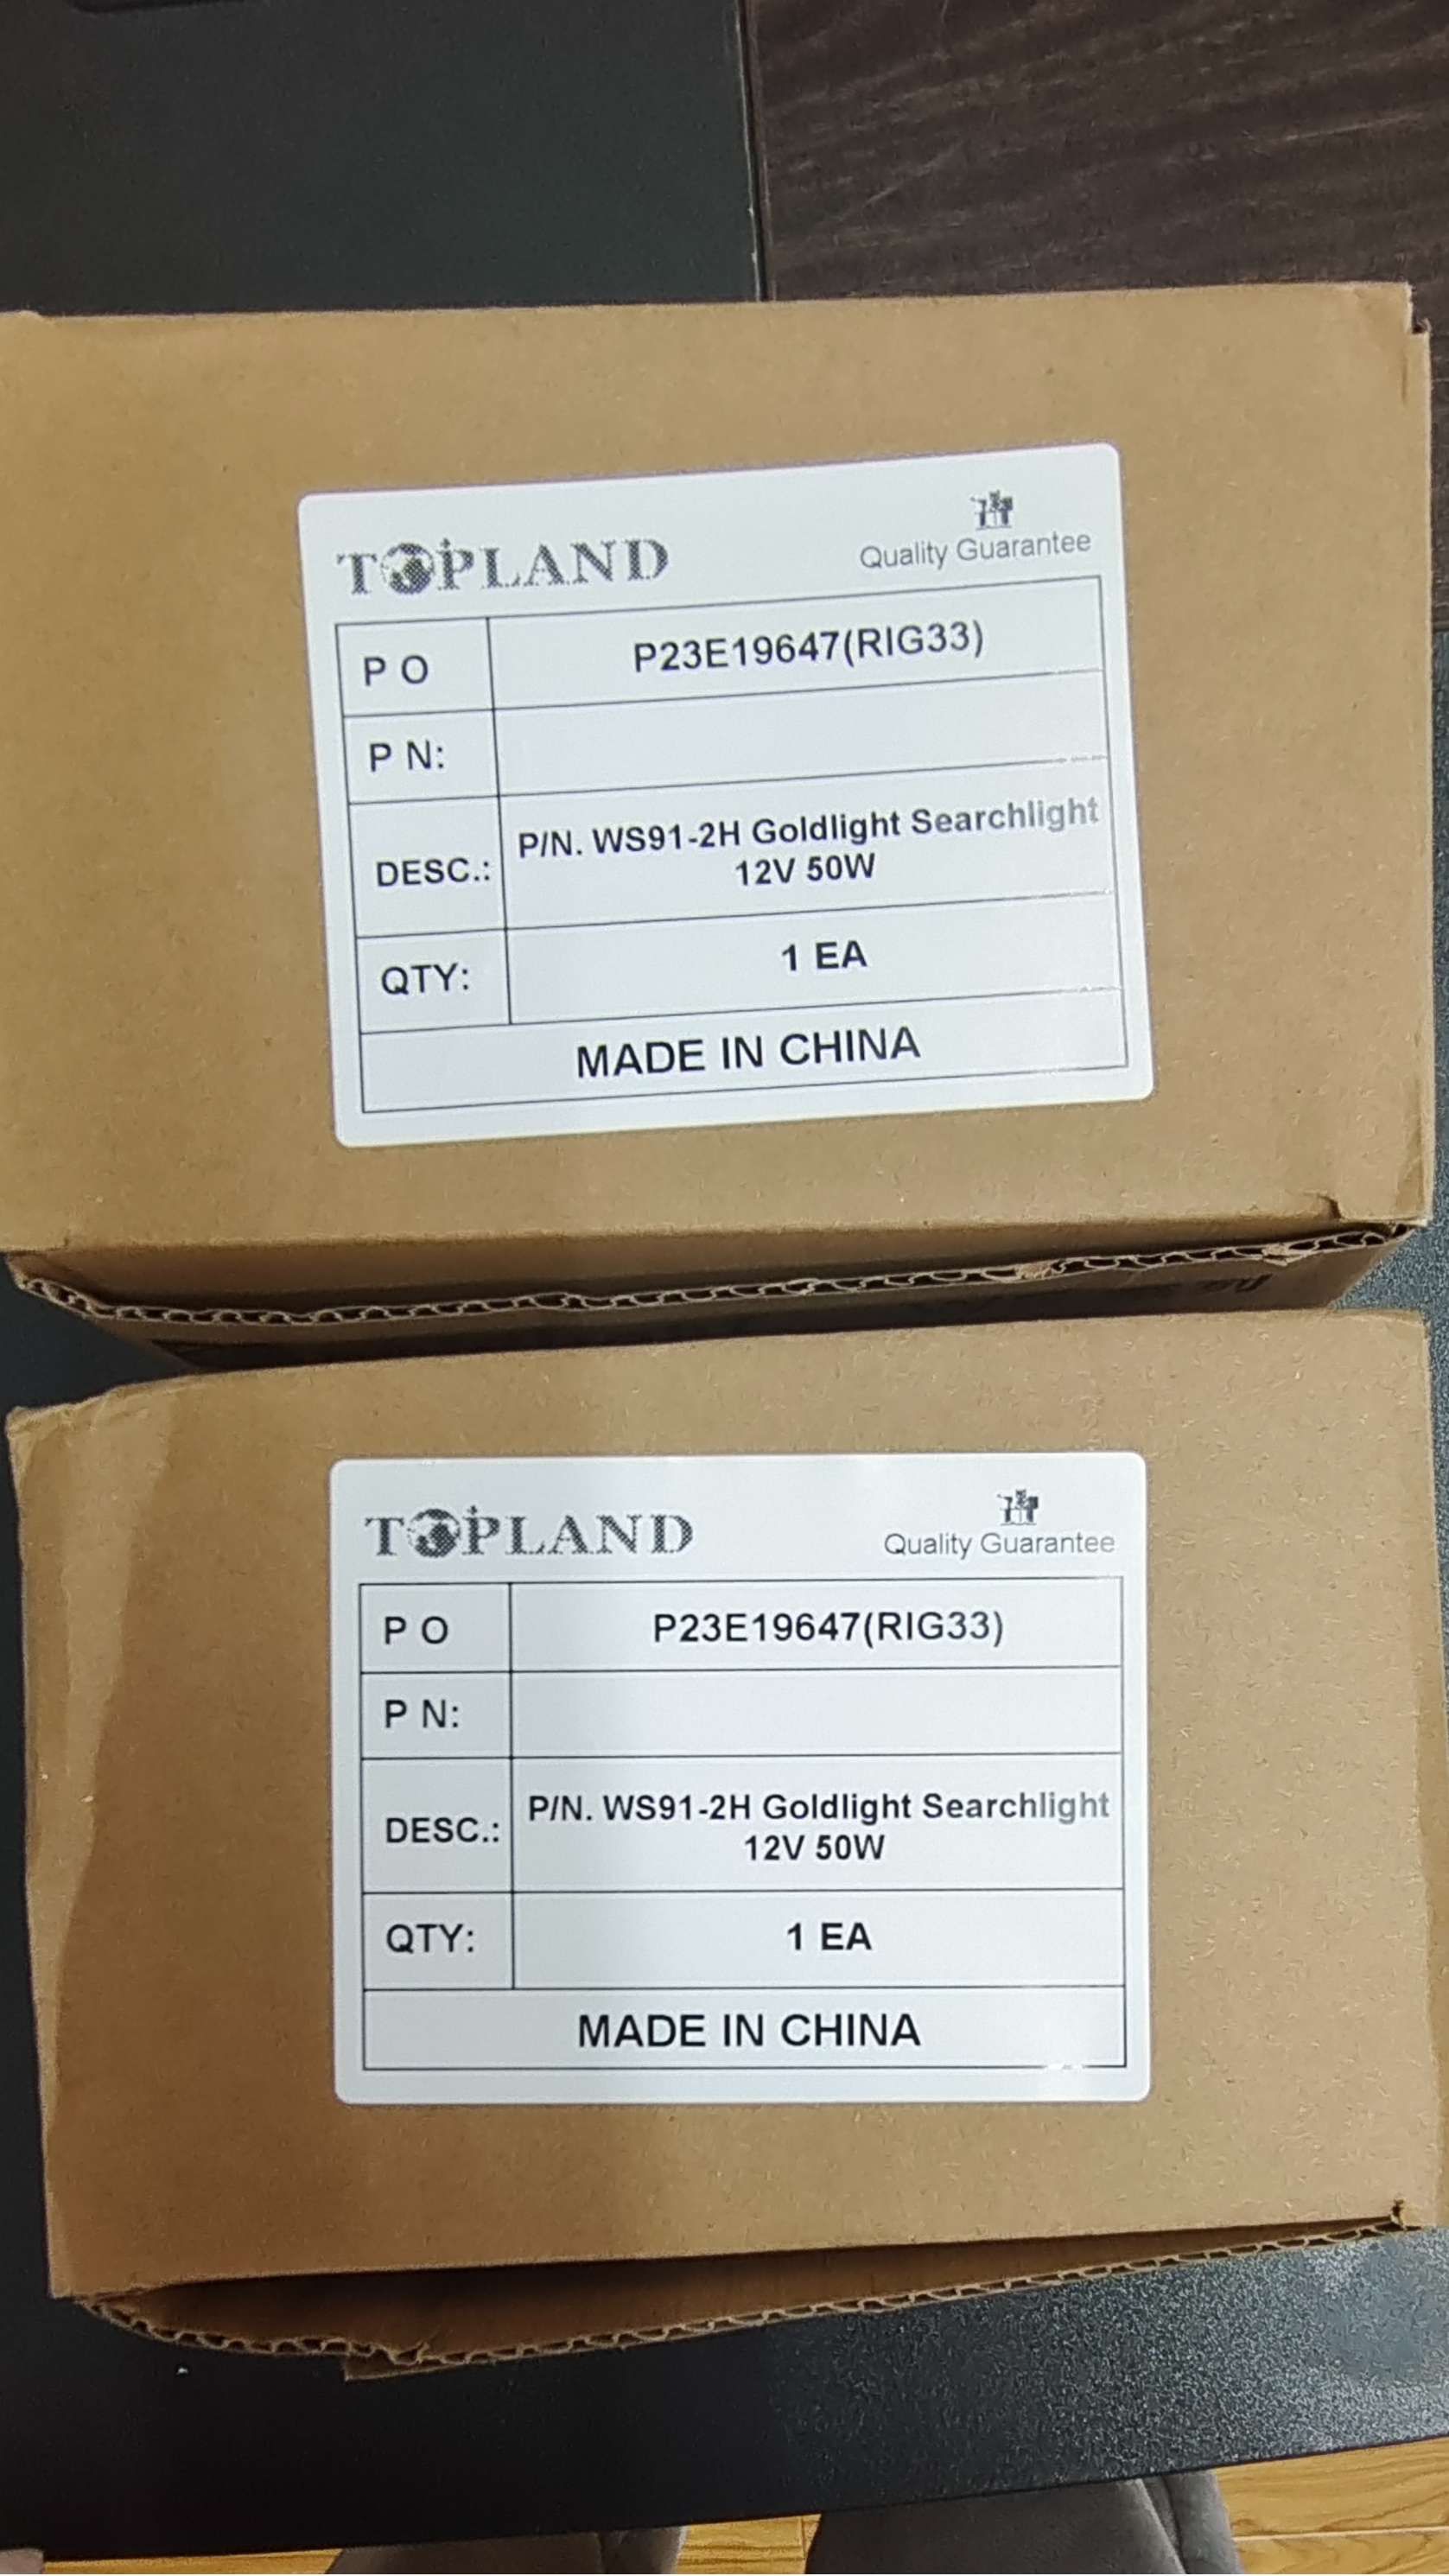 TOPLAND
Quality Guarantee
P O
P23E19647(RIG33)
P N:
DESC.:
P/N. WS91-2H Goldlight Searchlight
12V 50W
QTY:
1 EA
MADE IN CHINA
TOPLAND
Quality Guarantee
P O
P23E19647(RIG33)
P N:
DESC.:
P/N. WS91-2H Goldlight Searchlight
12V 50W
QTY:
1 EA
MADE IN CHINA